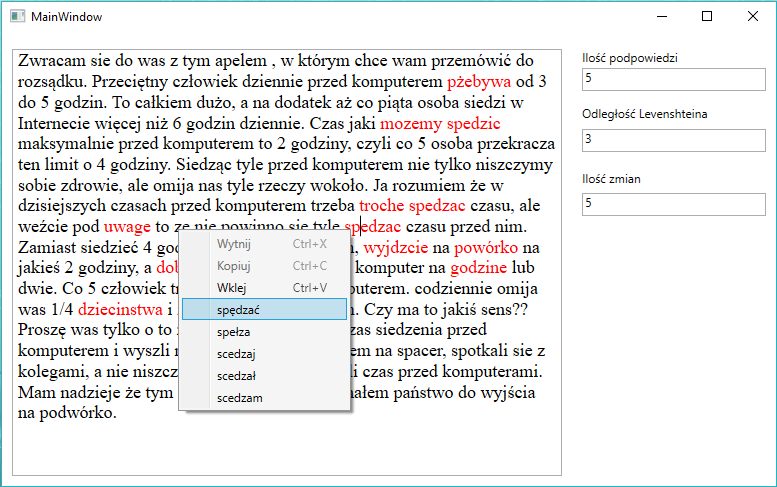 MainWindow
Zwracam sie do was z tym apelem , w którym chce wam przemówić do
rozsądku. Przeciętny człowiek dziennie przed komputerem pżebywa od 3
do 5 godzin. To całkiem dużo, a na dodatek aż co piąta osoba siedzi w
Internecie więcej niż 6 godzin dziennie. Czas jaki mozemy spedzic
maksymalnie przed komputerem to 2 godziny, czyli co 5 osoba przekracza
ten limit o 4 godziny. Siedząc tyle przed komputerem nie tylko niszczymy
sobie zdrowie, ale omija nas tyle rzeczy wokoło. Ja rozumiem że w
dzisiejszych czasach przed komputerem trzeba troche spedzac czasu, ale
weźcie pod uwage to ze nie powinno sie tyle spedzac czasu przed nim.
Zamiast siedzieć 4 god , wyjdzcie na powórko na
jakieś 2 godziny, a dob komputer na godzine lub
dwie. Co 5 człowiek tr puterem. codziennie omija
was 1/4 dziecinstwa i . Czy ma to jakiś sens??
Proszę was tylko o to ż zas siedzenia przed
komputerem i wyszli em na spacer, spotkali sie z
kolegami, a nie niszcz li czas przed komputerami.
Mam nadzieje że tym nałem państwo do wyjścia
na podwórko.
Wytnij Ctrl+X
Kopiuj Ctrl+C
Wklej Ctrl+V
spędzać
spełza
scedzaj
scedzał
scedzam
Ilość podpowiedzi
5
Odległość Levenshteina
3
Ilość zmian
5